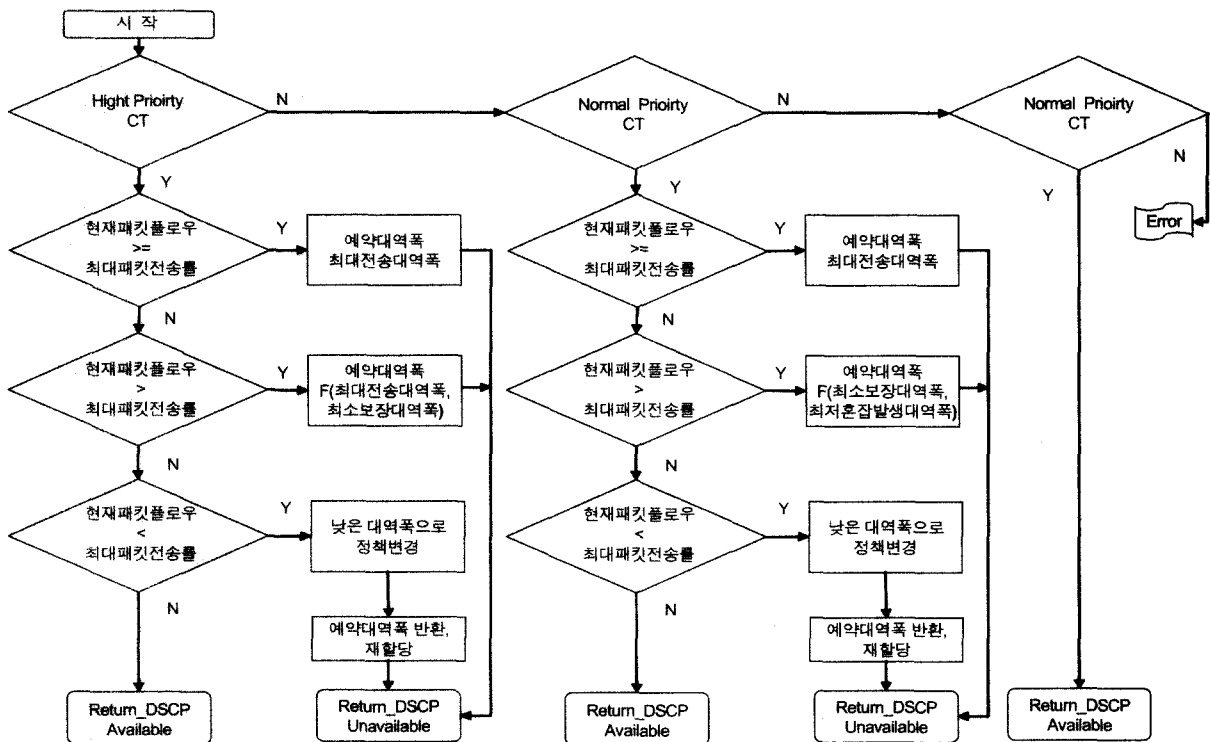 시 작
Hight Prioirty
CT
N
Normal Prioirty
CT
N
Normal Prioirty
CT
N
Y
Y
Y
Error
현재패킷플로우
>=
최대패킷전송률
Y
예약대역폭
최대전송대역폭
현재패킷플로우
>=
최대패킷전송률
Y
예약대역폭
최대전송대역폭
N
N
현재패킷플로우
>
최대패킷전송률
Y
예약대역폭
F(최대전송대역폭,
최소보장대역폭)
현재패킷플로우
>
최대패킷전송률
Y
예약대역폭
F(최소보장대역폭,
최저혼잡발생대역폭)
N
N
현재패킷플로우
<
최대패킷전송률
Y
낮은 대역폭으로
정책변경
현재패킷플로우
<
최대패킷전송률
Y
낮은 대역폭으로
정책변경
N
N
예약대역폭 반환,
재할당
예약대역폭 반환,
재할당
Return_DSCP
Available
Return_DSCP
Unavailable
Return_DSCP
Available
Return_DSCP
Unavailable
Return_DSCP
Available